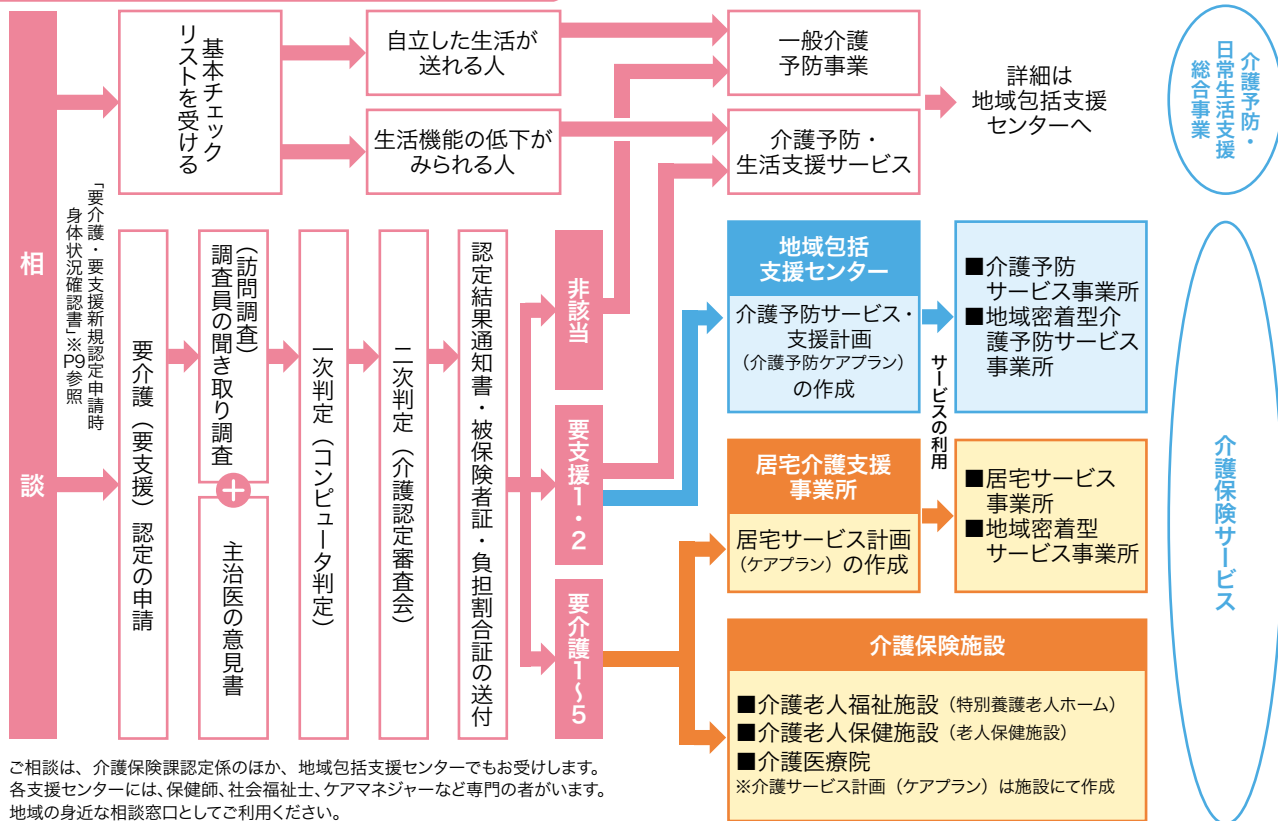 相談
基本チェック
リストを受ける
自立した生活が
送れる人
生活機能の低下が
みられる人
一般介護
予防事業
介護予防・
生活支援サービス
詳細は
地域包括支援
センターへ
介護予防・
日常生活支援
総合事業
「要介護・要支援新規認定申請時
身体状況確認書」※P9参照
要介護（要支援）認定の申請
（訪問調査）
調査員の聞き取り調査
+
主治医の意見書
一次判定（コンピュータ判定）
二次判定（介護認定審査会）
認定結果通知書・被保険者証・負担割合証の送付
非該当
要支援1・2
要介護1～5
地域包括
支援センター
介護予防サービス・
支援計画
（介護予防ケアプラン）
の作成
サービスの利用
■介護予防
サービス事業所
■地域密着型介
護予防サービス
事業所
居宅介護支援
事業所
居宅サービス計画
（ケアプラン）の作成
■居宅サービス
事業所
■地域密着型
サービス事業所
介護保険施設
■介護老人福祉施設（特別養護老人ホーム）
■介護老人保健施設（老人保健施設）
■介護医療院
※介護サービス計画（ケアプラン）は施設にて作成
介護保険サービス
ご相談は、介護保険課認定係のほか、地域包括支援センターでもお受けします。
各支援センターには、保健師、社会福祉士、ケアマネジャーなど専門の者がいます。
地域の身近な相談窓口としてご利用ください。